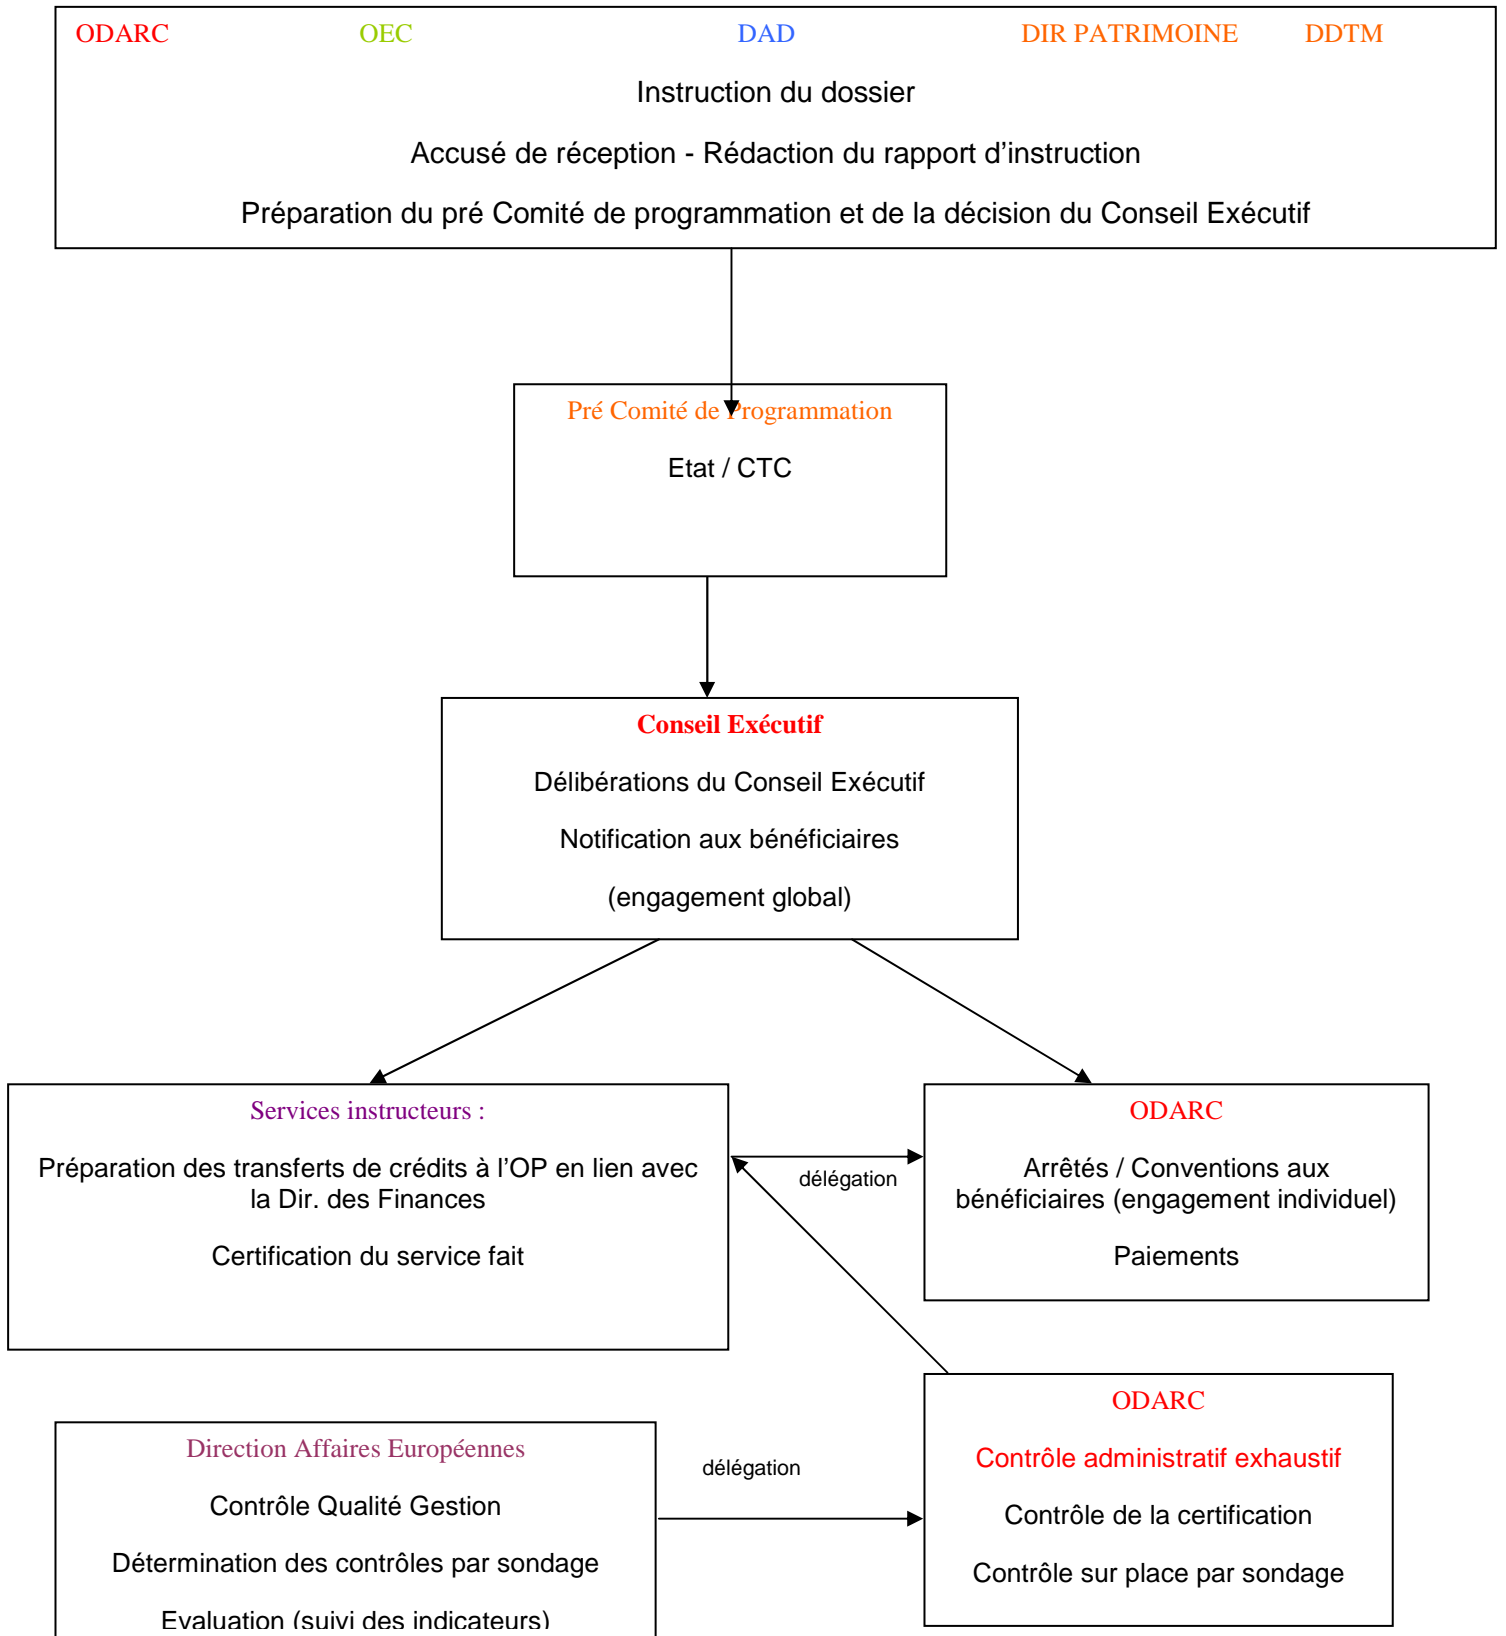 ODARC OEC DAD DIR PATRIMOINE DDTM
Instruction du dossier
Accusé de réception - Rédaction du rapport d’instruction
Préparation du pré Comité de programmation et de la décision du Conseil Exécutif
Pré Comité de Programmation
Etat / CTC
Conseil Exécutif
Délibérations du Conseil Exécutif
Notification aux bénéficiaires
(engagement global)
Services instructeurs :
Préparation des transferts de crédits à l’OP en lien avec
la Dir. des Finances
Certification du service fait
délégation
ODARC
Arrêtés / Conventions aux
bénéficiaires (engagement individuel)
Paiements
Direction Affaires Européennes
Contrôle Qualité Gestion
Détermination des contrôles par sondage
Evaluation (suivi des indicateurs)
délégation
ODARC
Contrôle administratif exhaustif
Contrôle de la certification
Contrôle sur place par sondage